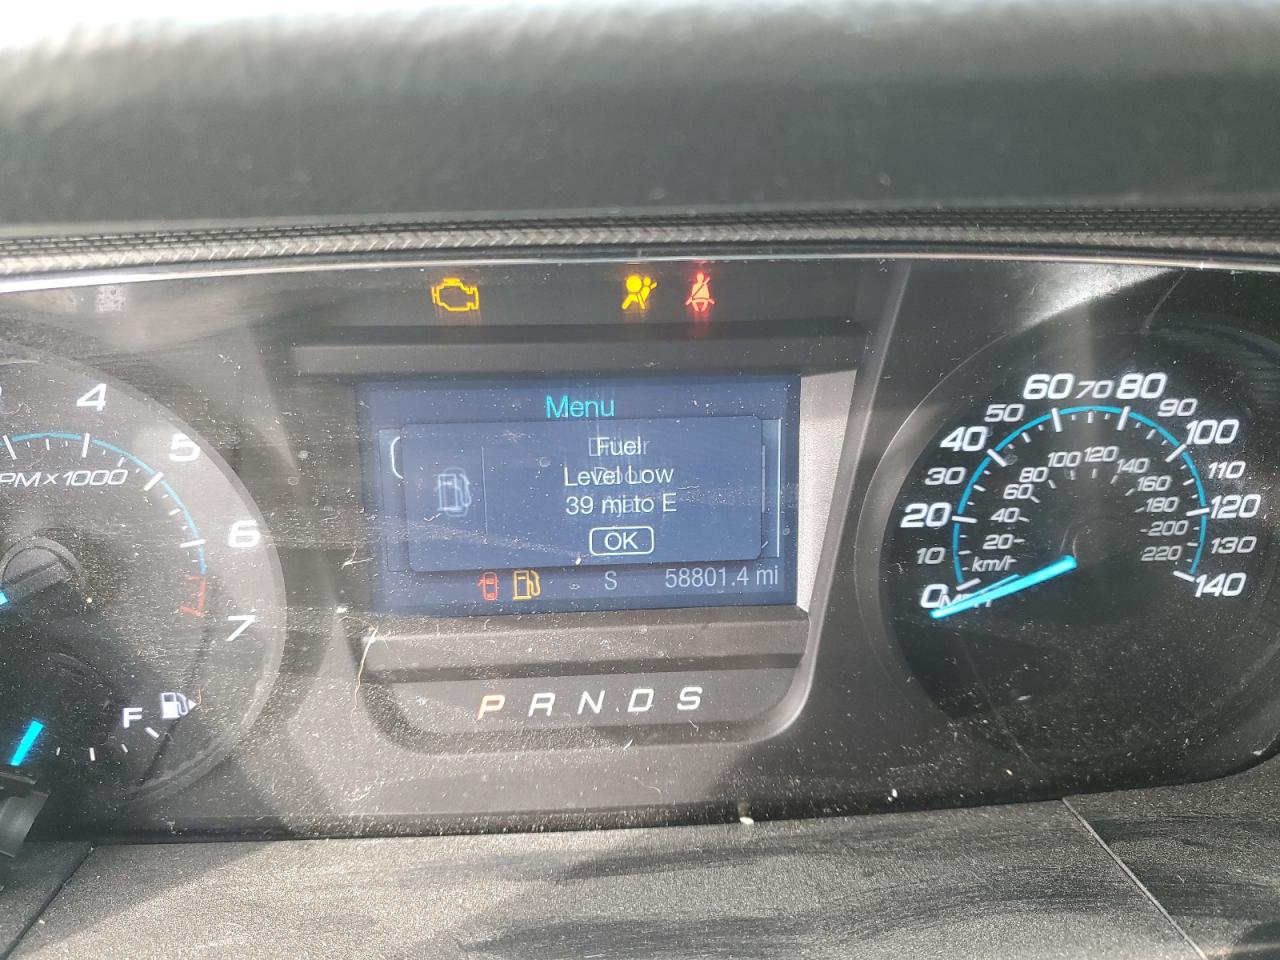 4
5
6
7
RPM x 1000
F
Menu
Fuel
Level Low
39 mi to E
OK
S
58801.4 mi
P R N D S
0 10 20 30 40 50 60 70 80 90 100 110 120 130 140
20 40 60 80 100 120 140 160 180 200 220
km/h
MPH